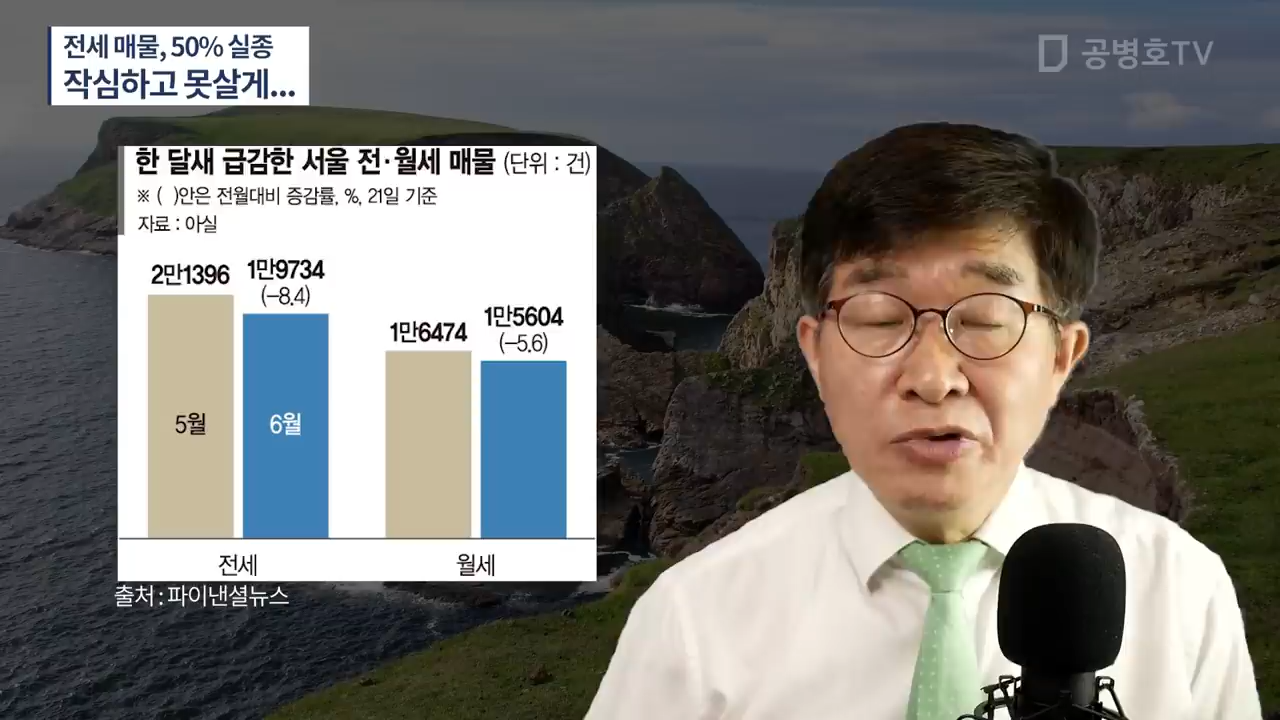 전세 매물, 50% 실종
작심하고 못살게...
공병호TV
한 달새 급감한 서울 전·월세 매물 (단위 : 건)
※ ( )안은 전월대비 증감률, %, 21일 기준
자료 : 아실
2만1396
1만9734
(-8.4)
1만6474
1만5604
(-5.6)
5월
6월
전세
월세
출처 : 파이낸셜뉴스